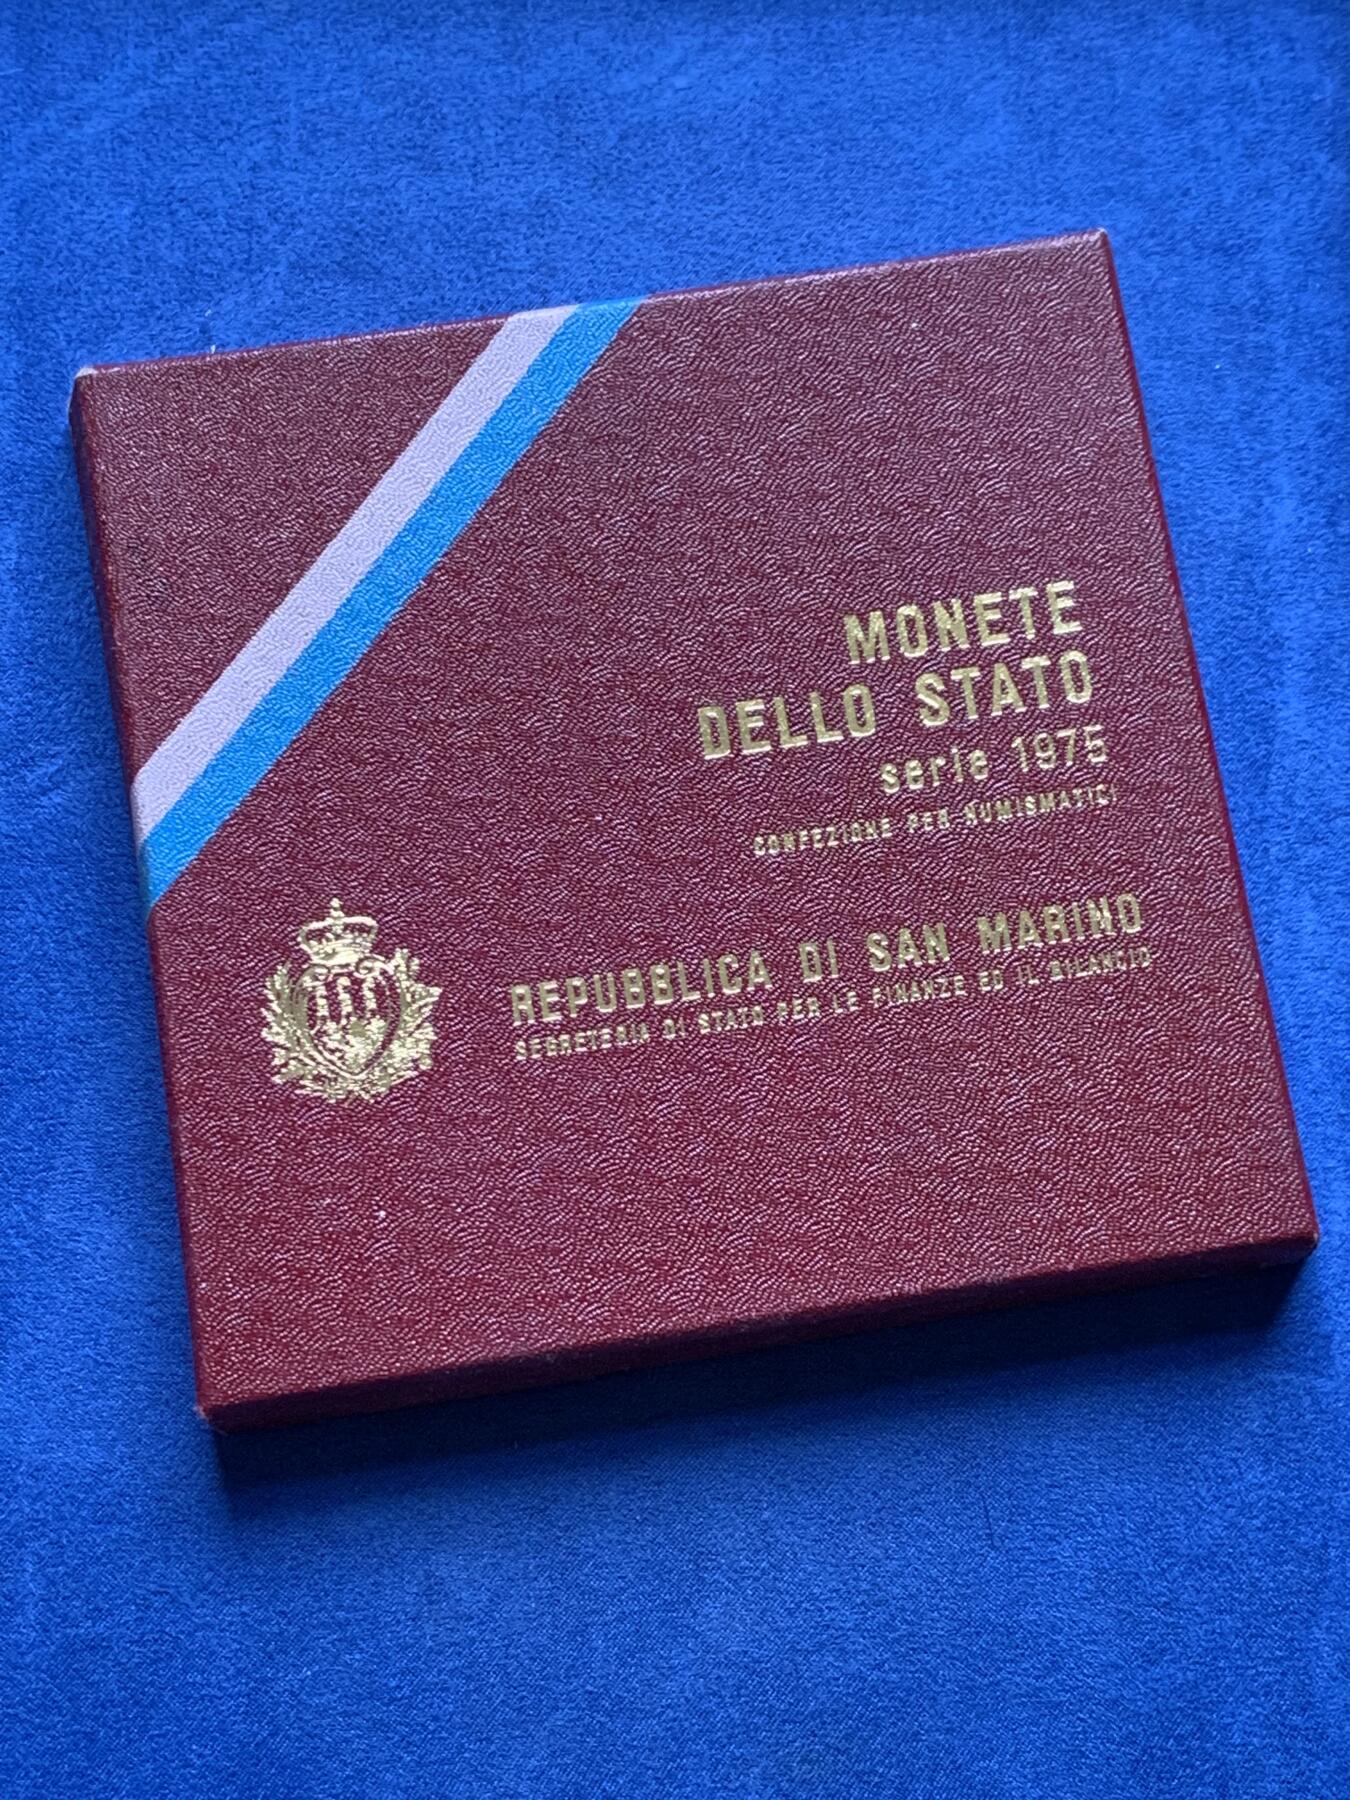 MONETE
DELLO STATO
serie 1975
CONFEZIONE PER NUMISMATICI
REPUBBLICA DI SAN MARINO
SEGRETERIA DI STATO PER LE FINANZE ED IL BILANCIO